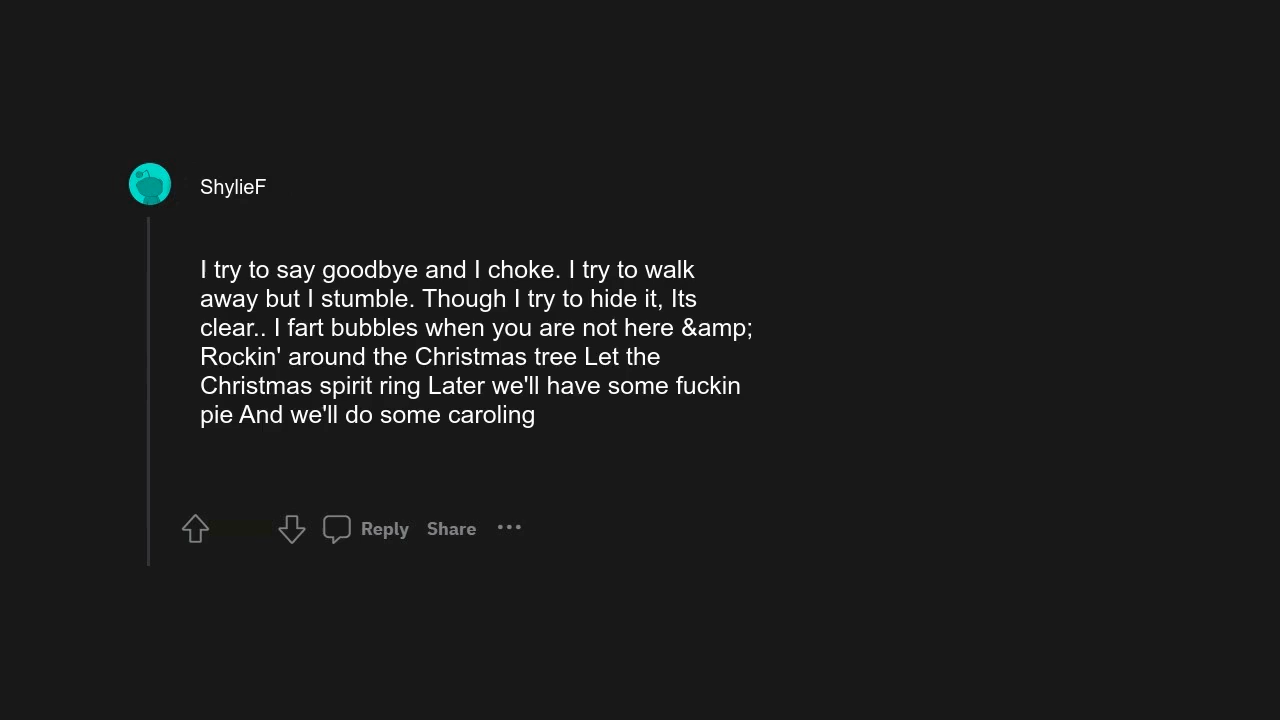 ShylieF
I try to say goodbye and I choke. I try to walk
away but I stumble. Though I try to hide it, Its
clear.. I fart bubbles when you are not here &amp;
Rockin' around the Christmas tree Let the
Christmas spirit ring Later we'll have some fuckin
pie And we'll do some caroling
Reply Share